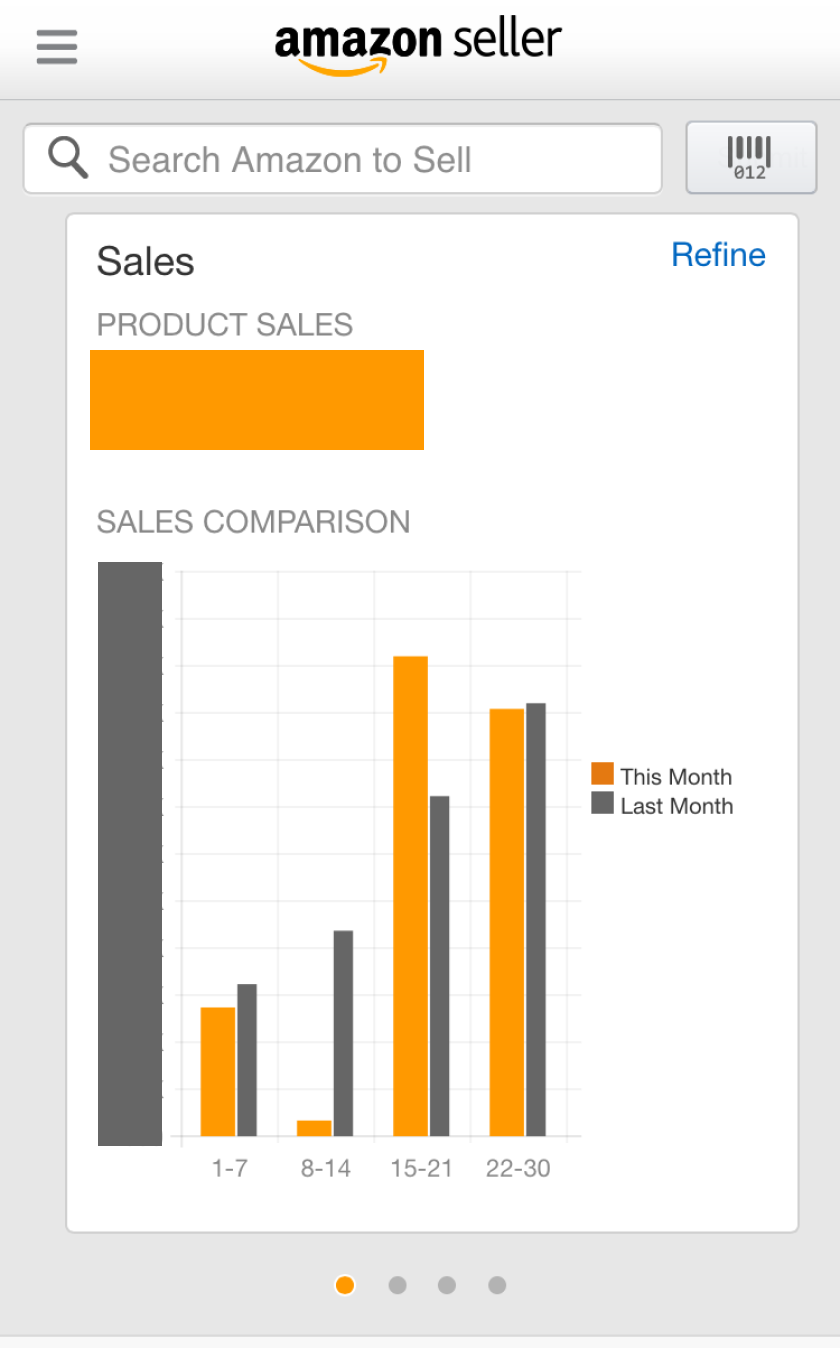 amazon seller
Search Amazon to Sell
012
Sales
Refine
PRODUCT SALES
SALES COMPARISON
This Month
Last Month
1-7 8-14 15-21 22-30